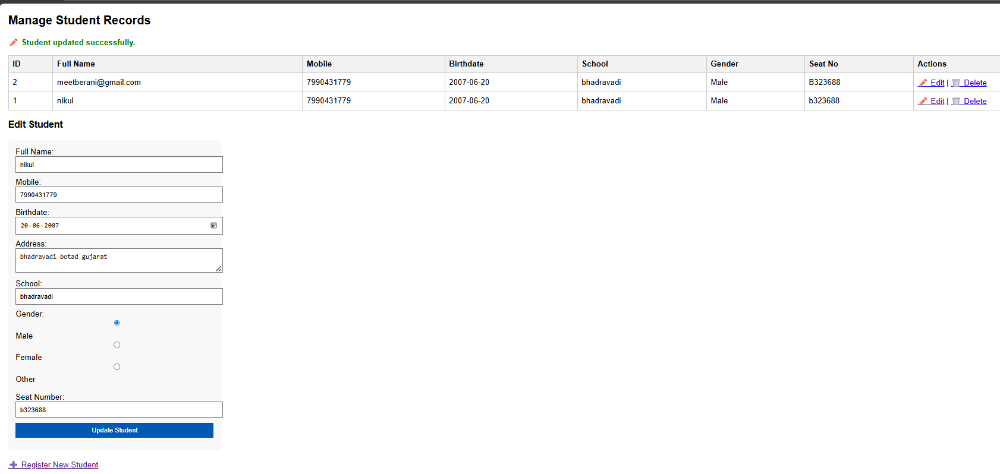 Manage Student Records
Student updated successfully.
ID Full Name Mobile Birthdate School Gender Seat No Actions
2 meetberani@gmail.com 7990431779 2007-06-20 bhadravadi Male B323688 Edit | Delete
1 nikul 7990431779 2007-06-20 bhadravadi Male b323688 Edit | Delete
Edit Student
Full Name:
nikul
Mobile:
7990431779
Birthdate:
20-06-2007
Address:
bhadravadi botad gujarat
School:
bhadravadi
Gender:
Male
Female
Other
Seat Number:
b323688
Update Student
Register New Student